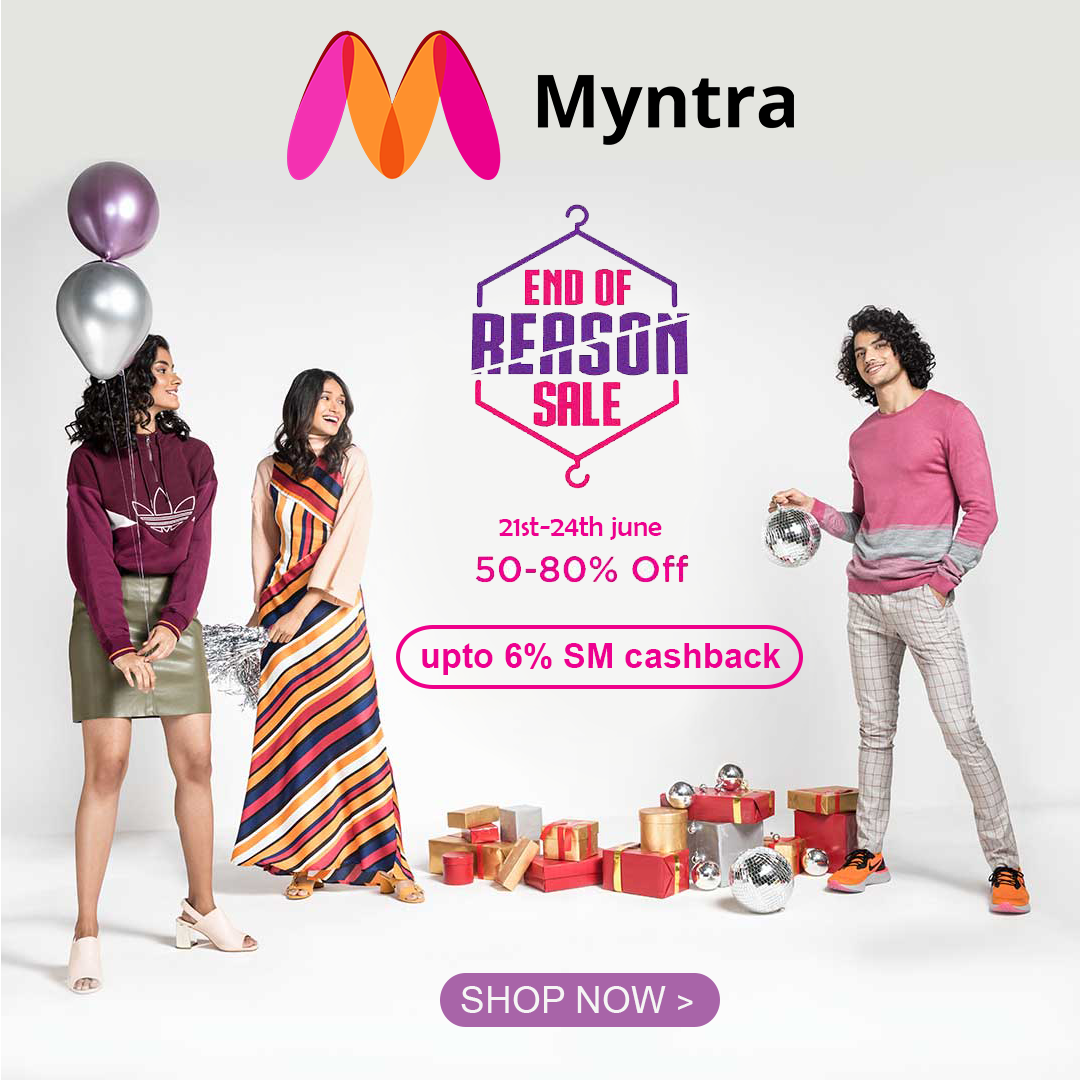 Myntra
END OF
REASON
SALE
21st-24th june
50-80% Off
upto 6% SM cashback
SHOP NOW >